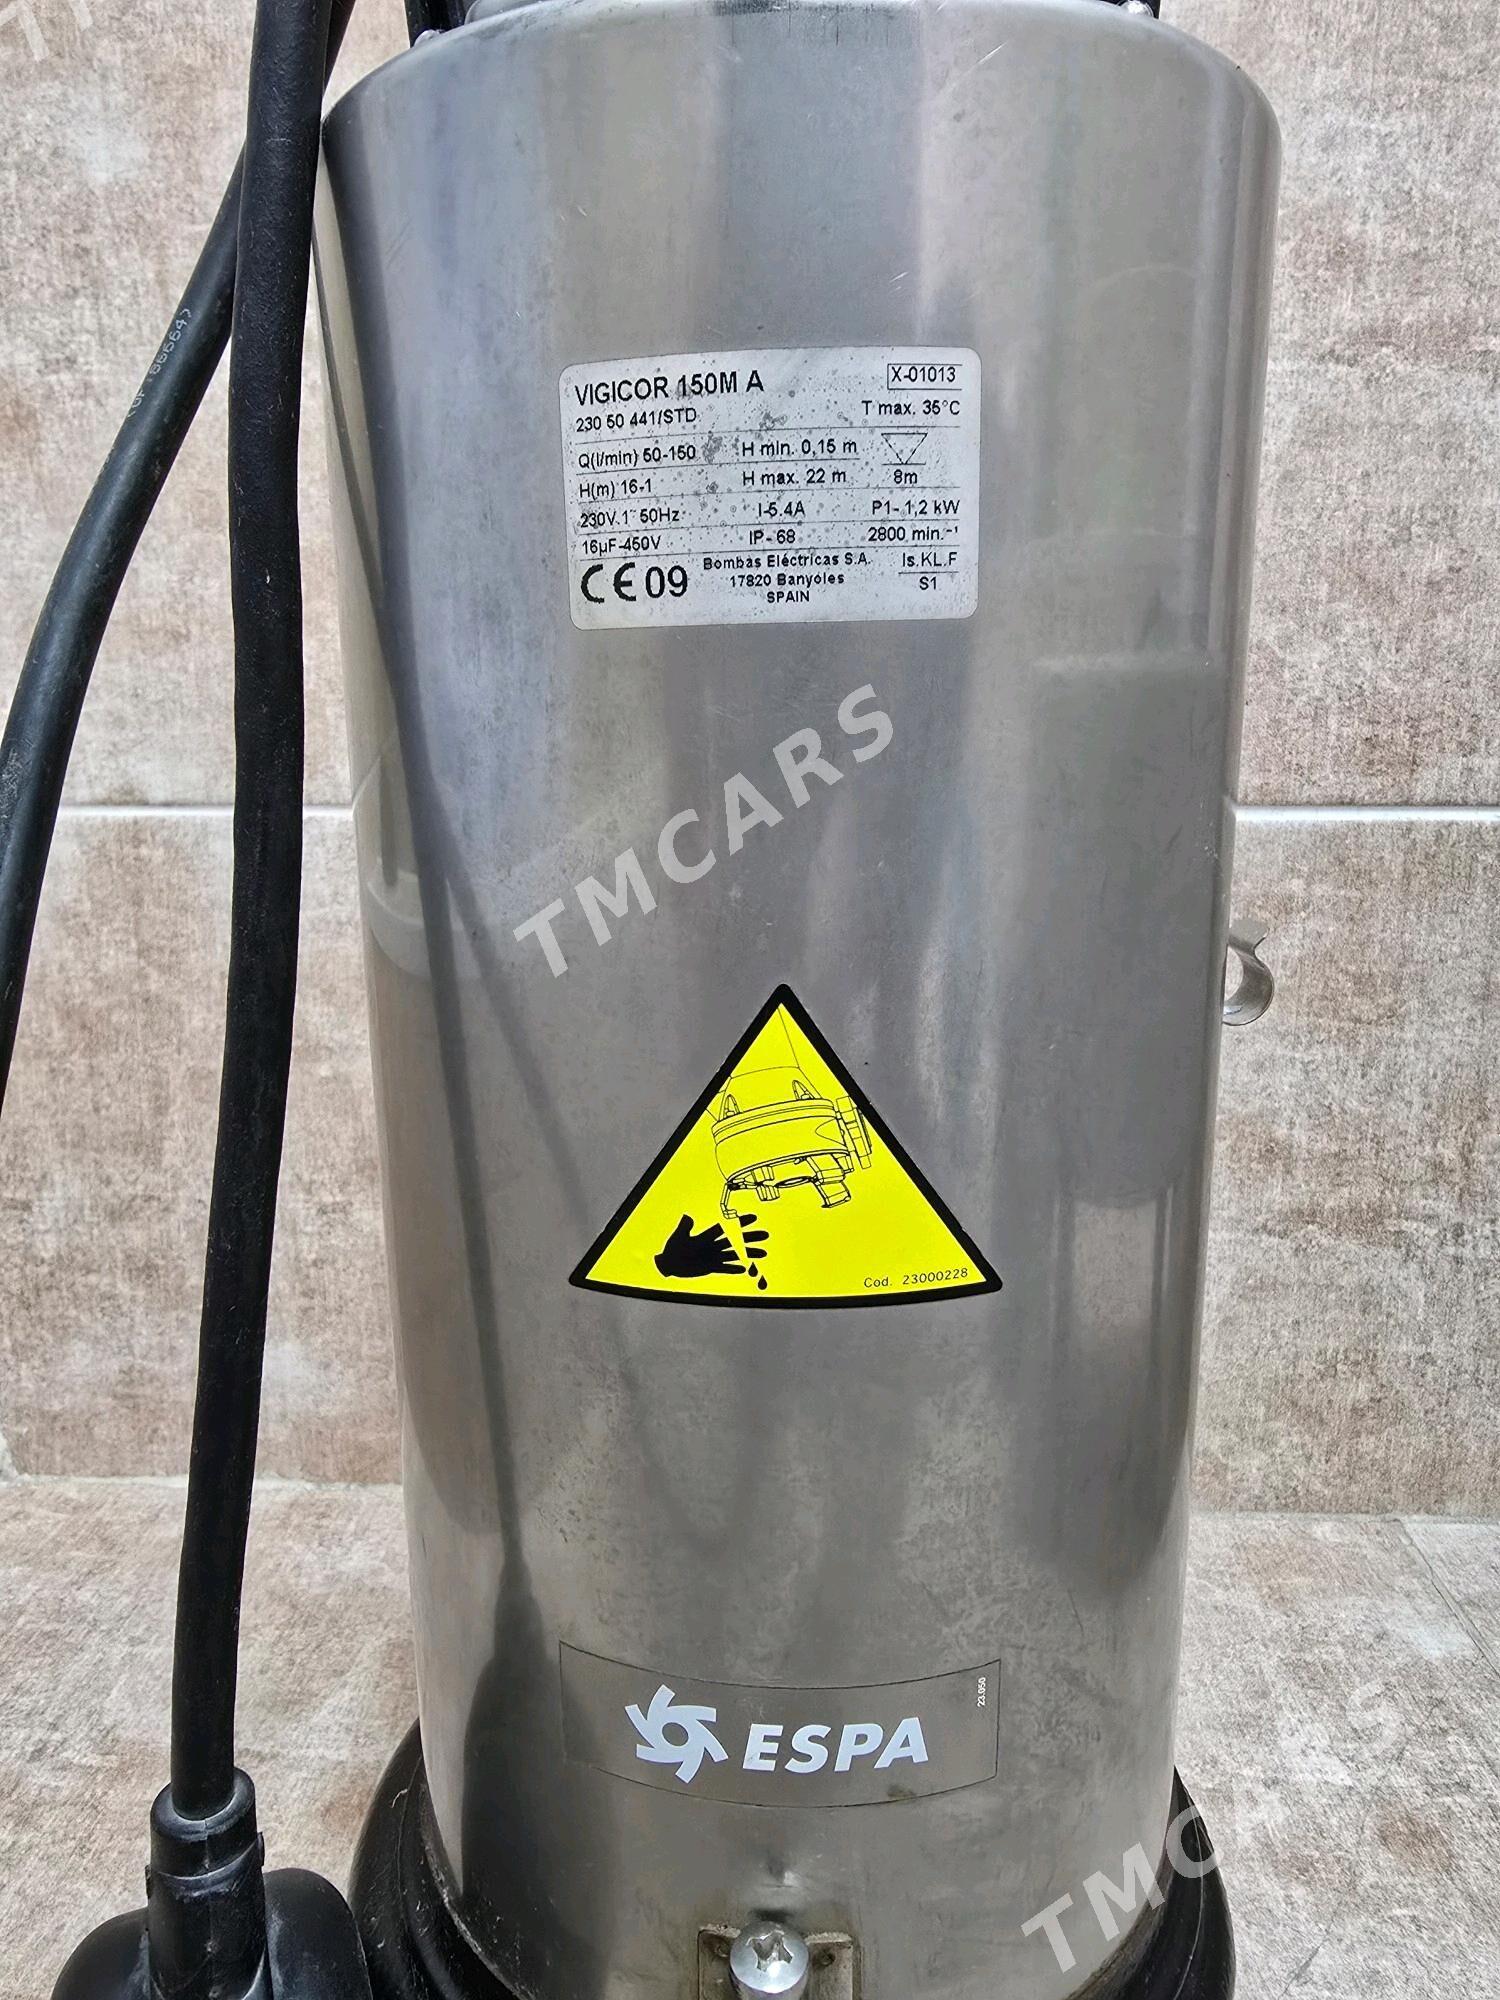 VIGICOR 150M A
X-01013
230 50 441/STD
T max. 35°C
Q(l/min) 50-150
H min. 0,15 m
H(m) 16-1
H max. 22 m
8m
230V.1~50Hz
I-5.4A
P1- 1,2 kW
16µF-450V
IP- 68
2800 min.⁻¹
CE 09
Bombas Eléctricas S.A.
17820 Banyoles
SPAIN
Is.KL.F
S1
TMCARS
Cod. 23000228
23.050
ESPA
TMCARS